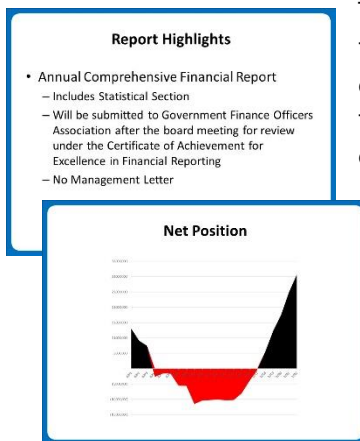 Report Highlights
• Annual Comprehensive Financial Report
– Includes Statistical Section
– Will be submitted to Government Finance Officers
Association after the board meeting for review
under the Certificate of Achievement for
Excellence in Financial Reporting
– No Management Letter
Net Position